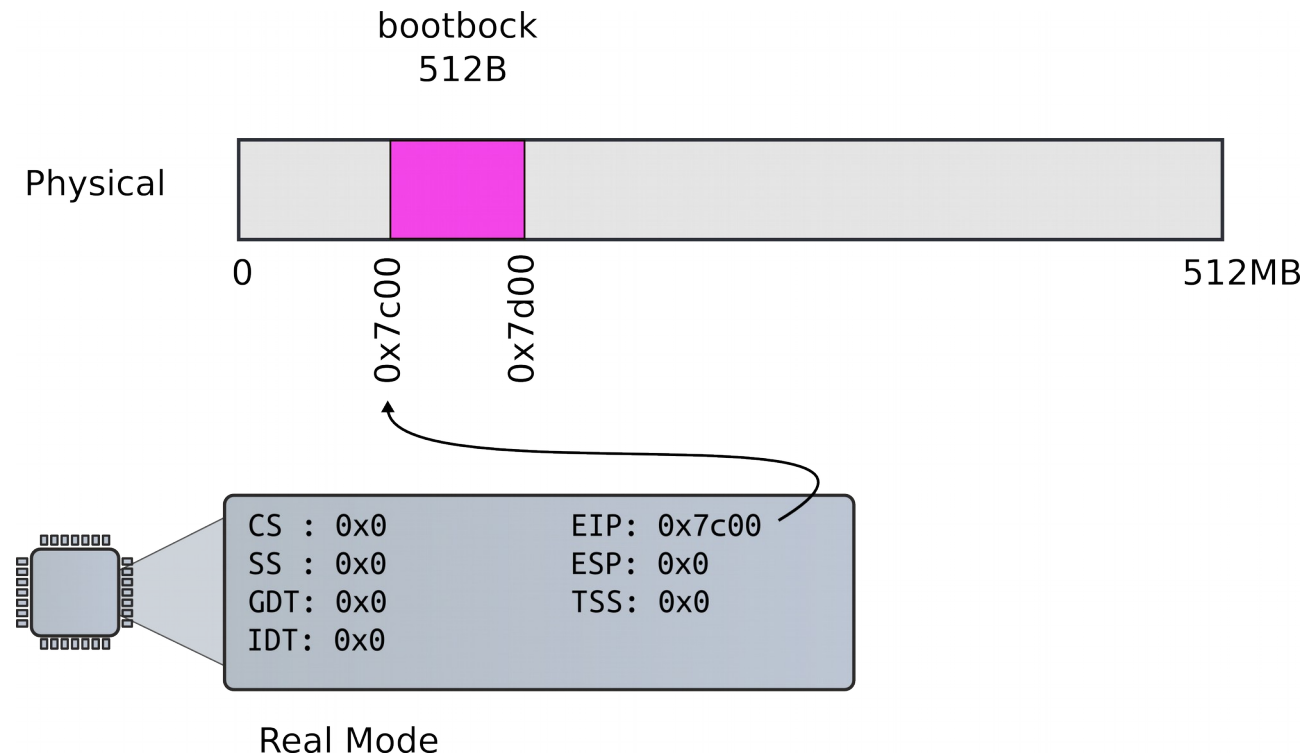 bootbock
512B
Physical
0
0x7c00
0x7d00
512MB
CS : 0x0
SS : 0x0
GDT: 0x0
IDT: 0x0
EIP: 0x7c00
ESP: 0x0
TSS: 0x0
Real Mode